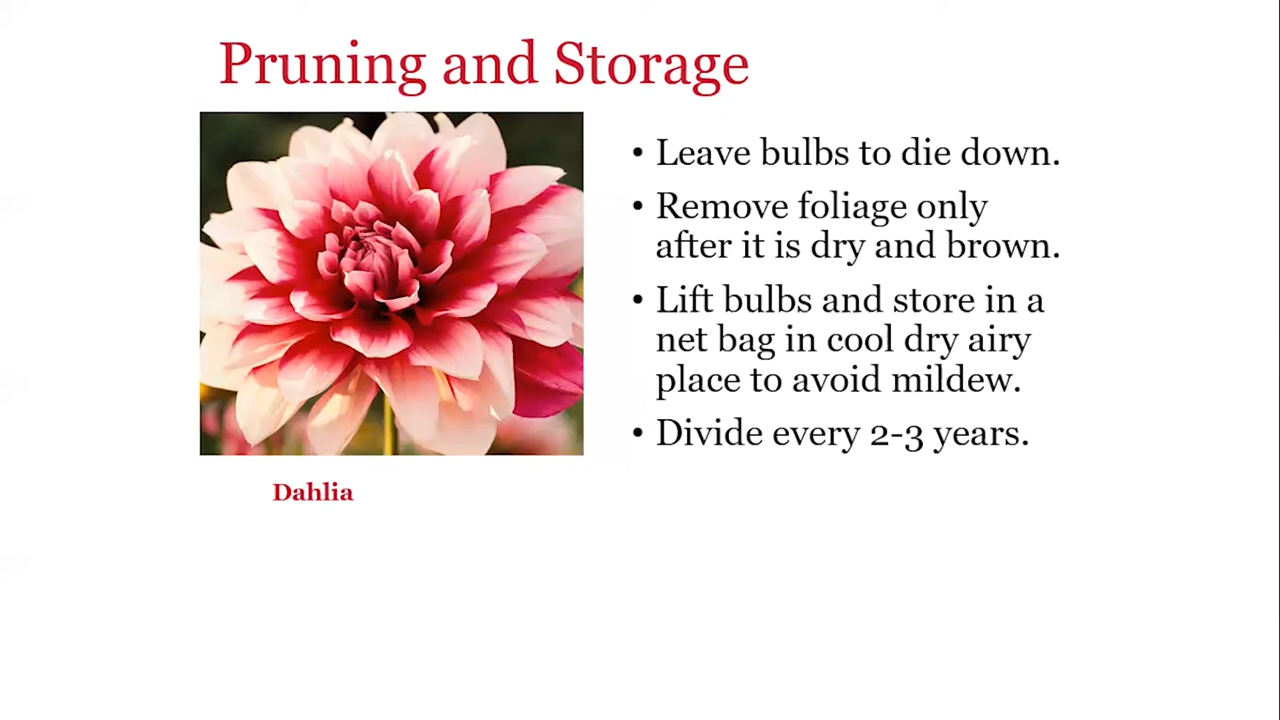 Pruning and Storage
• Leave bulbs to die down.
• Remove foliage only
after it is dry and brown.
• Lift bulbs and store in a
net bag in cool dry airy
place to avoid mildew.
• Divide every 2-3 years.
Dahlia